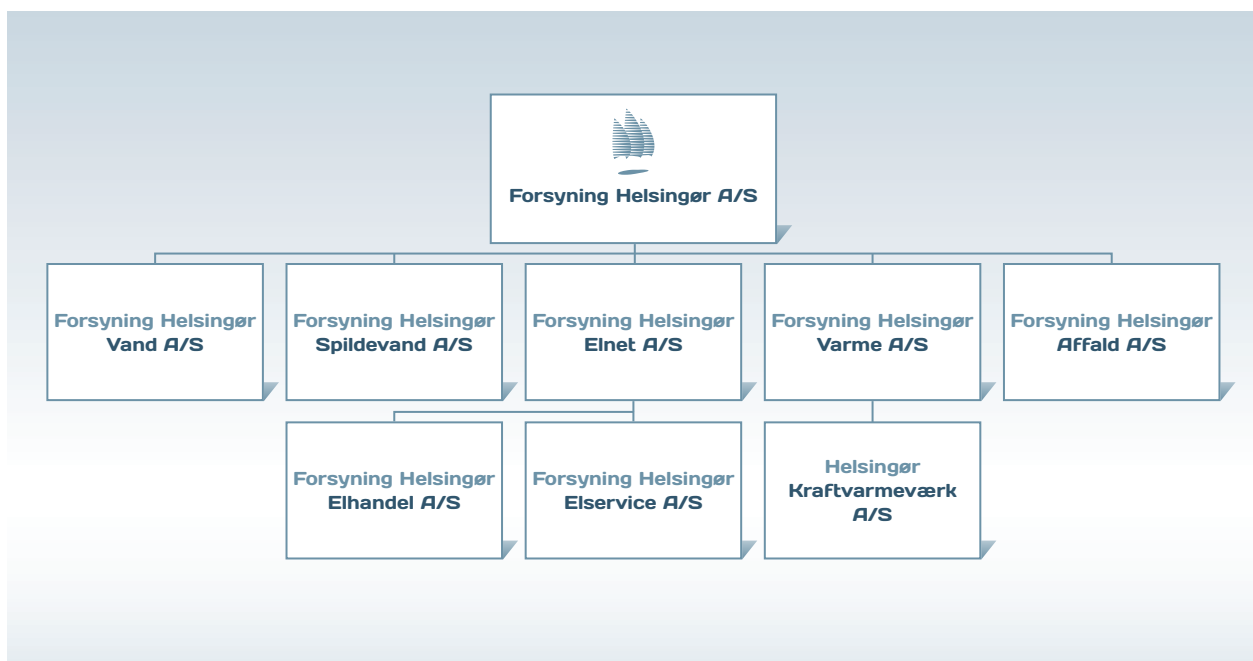 Forsyning Helsingør A/S
Forsyning Helsingør
Vand A/S
Forsyning Helsingør
Spildevand A/S
Forsyning Helsingør
Elnet A/S
Forsyning Helsingør
Varme A/S
Forsyning Helsingør
Affald A/S
Forsyning Helsingør
Elhandel A/S
Forsyning Helsingør
Elservice A/S
Helsingør
Kraftvarmeværk
A/S